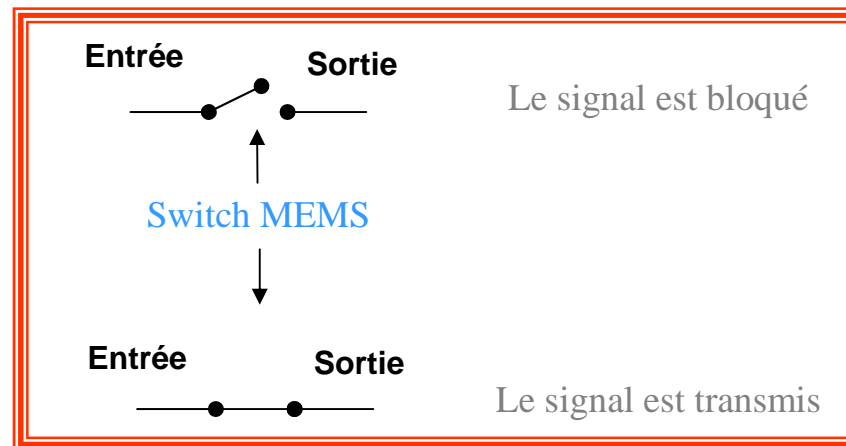 Entrée
Sortie
Le signal est bloqué
Switch MEMS
Entrée
Sortie
Le signal est transmis